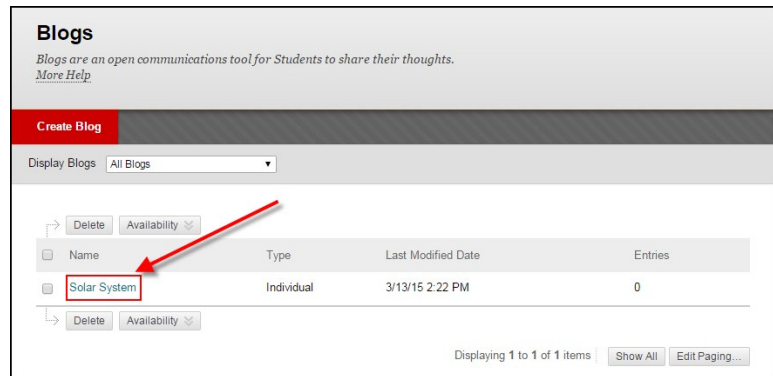 Blogs
Blogs are an open communications tool for Students to share their thoughts.
More Help
Create Blog
Display Blogs All Blogs
Delete Availability
Name Type Last Modified Date Entries
Solar System Individual 3/13/15 2:22 PM 0
Delete Availability
Displaying 1 to 1 of 1 items Show All Edit Paging...